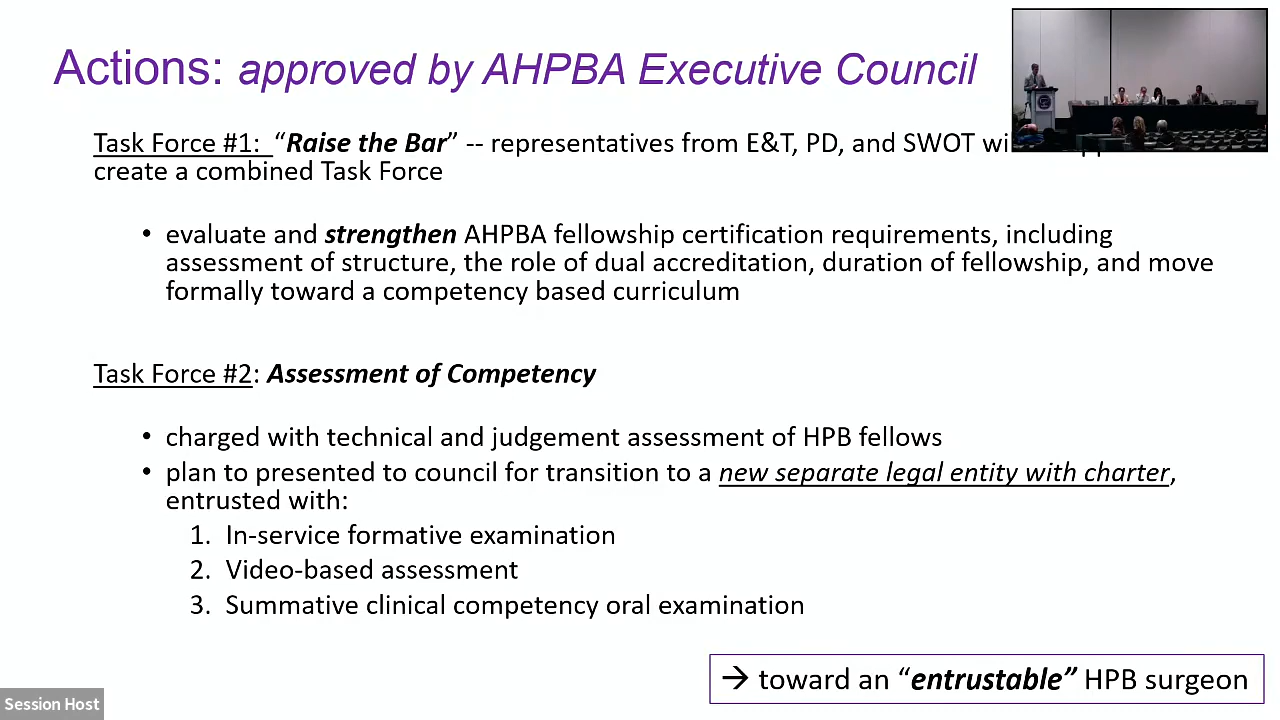 Actions: approved by AHPBA Executive Council
Task Force #1: “Raise the Bar” -- representatives from E&T, PD, and SWOT
create a combined Task Force
• evaluate and strengthen AHPBA fellowship certification requirements, including
assessment of structure, the role of dual accreditation, duration of fellowship, and move
formally toward a competency based curriculum
Task Force #2: Assessment of Competency
• charged with technical and judgement assessment of HPB fellows
• plan to presented to council for transition to a new separate legal entity with charter,
entrusted with:
1. In-service formative examination
2. Video-based assessment
3. Summative clinical competency oral examination
→ toward an “entrustable” HPB surgeon
Session Host